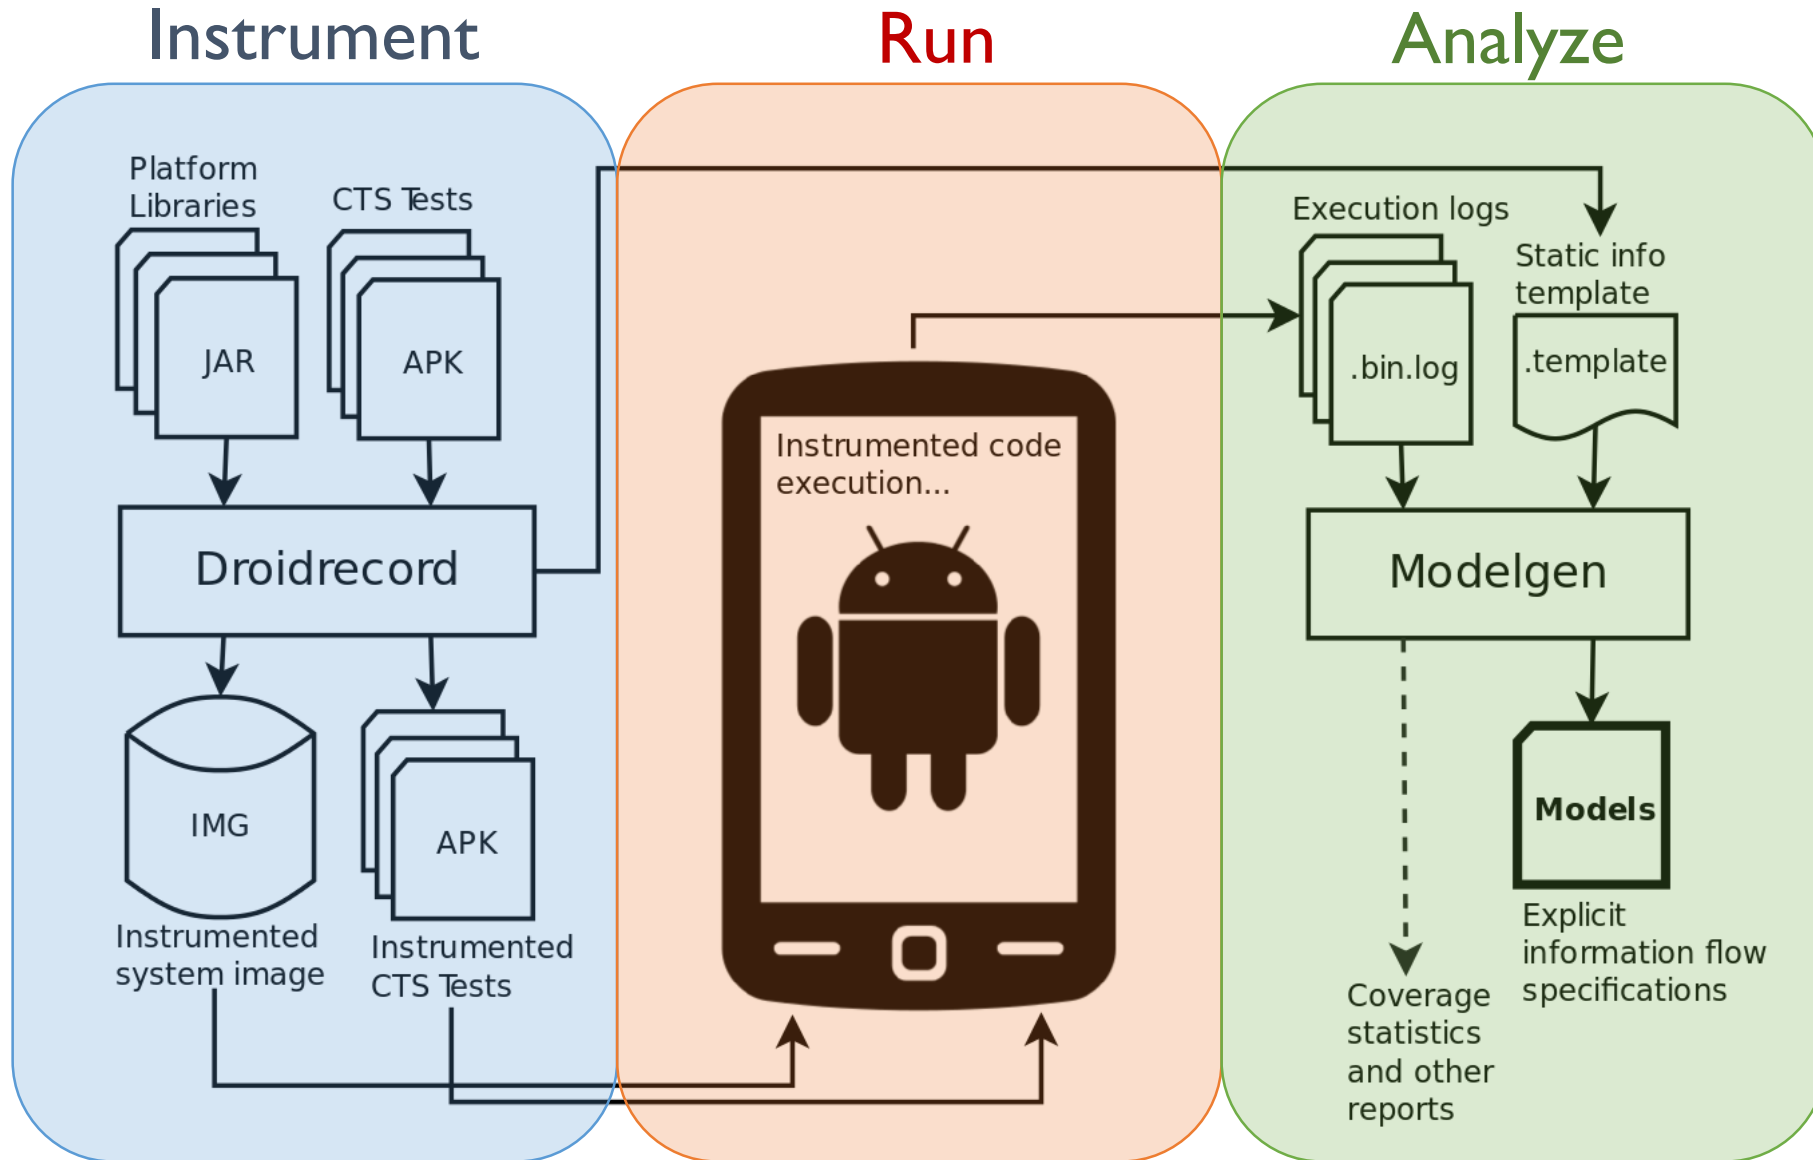 Instrument
Run
Analyze
Platform
Libraries
CTS Tests
JAR
APK
Droidrecord
IMG
APK
Instrumented
system image
Instrumented
CTS Tests
Instrumented code
execution...
Execution logs
Static info
template
.bin.log
.template
Modelgen
Models
Explicit
information flow
specifications
Coverage
statistics
and other
reports